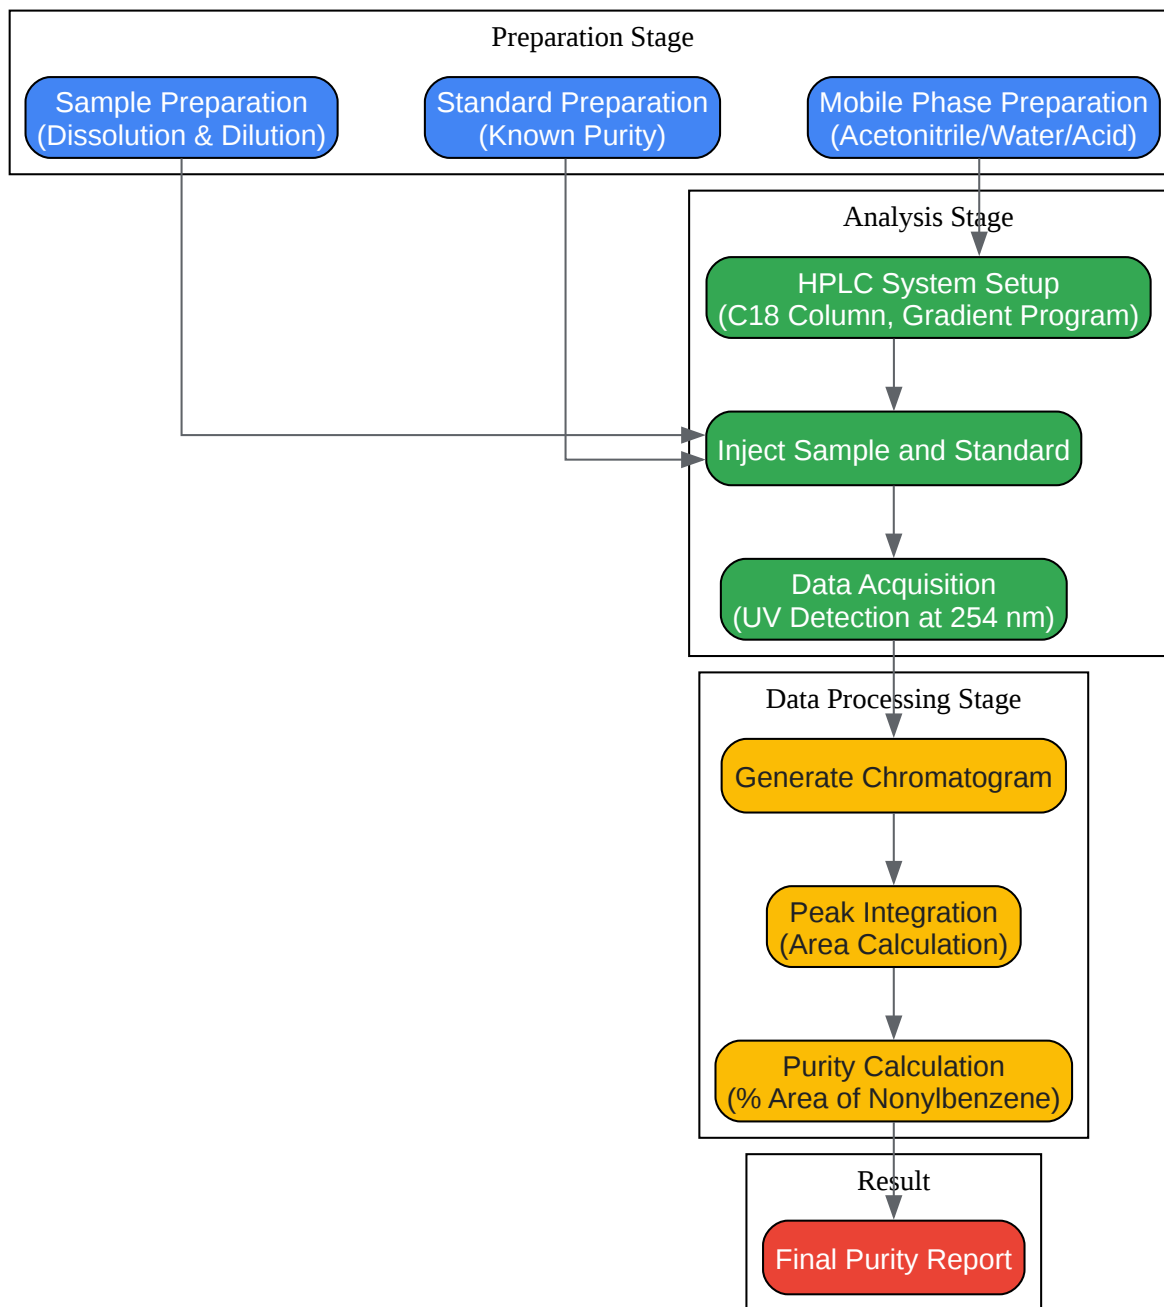 Preparation Stage
Sample Preparation
(Dissolution & Dilution)
Standard Preparation
(Known Purity)
Mobile Phase Preparation
(Acetonitrile/Water/Acid)
Analysis Stage
HPLC System Setup
(C18 Column, Gradient Program)
Inject Sample and Standard
Data Acquisition
(UV Detection at 254 nm)
Data Processing Stage
Generate Chromatogram
Peak Integration
(Area Calculation)
Purity Calculation
(% Area of Nonylbenzene)
Result
Final Purity Report